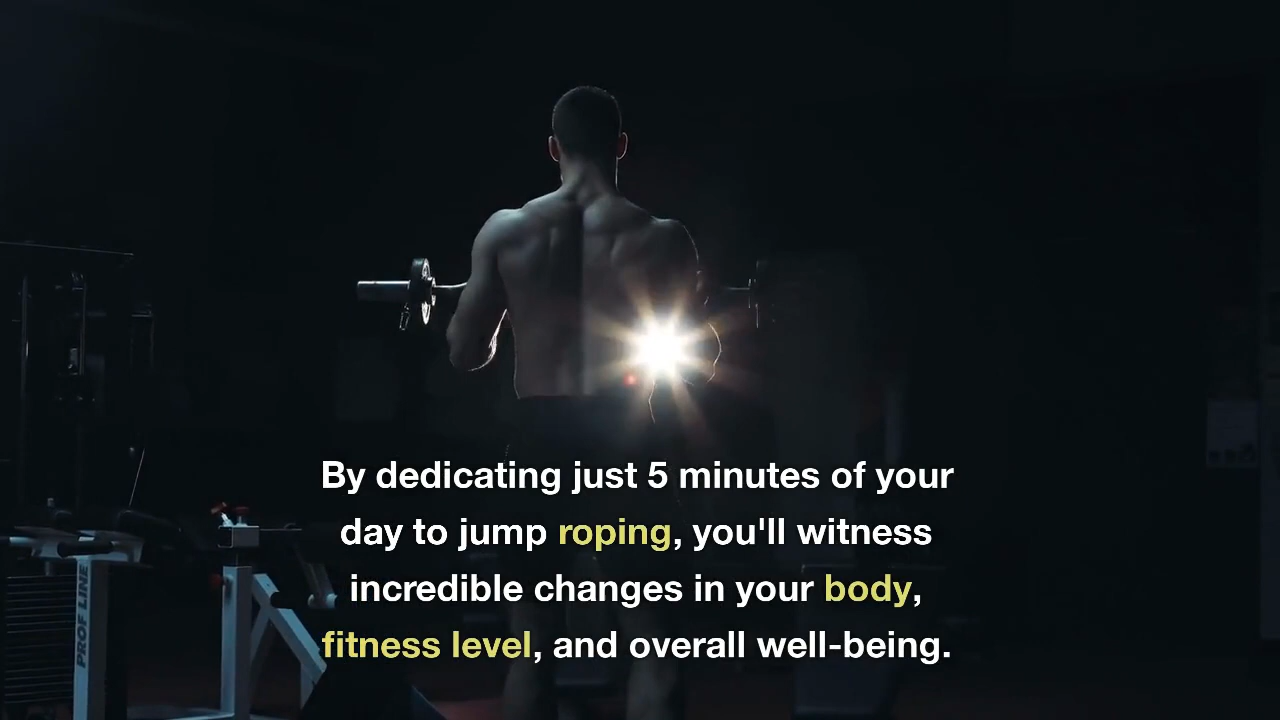 By dedicating just 5 minutes of your
day to jump roping, you'll witness
incredible changes in your body,
fitness level, and overall well-being.
PROF LINE